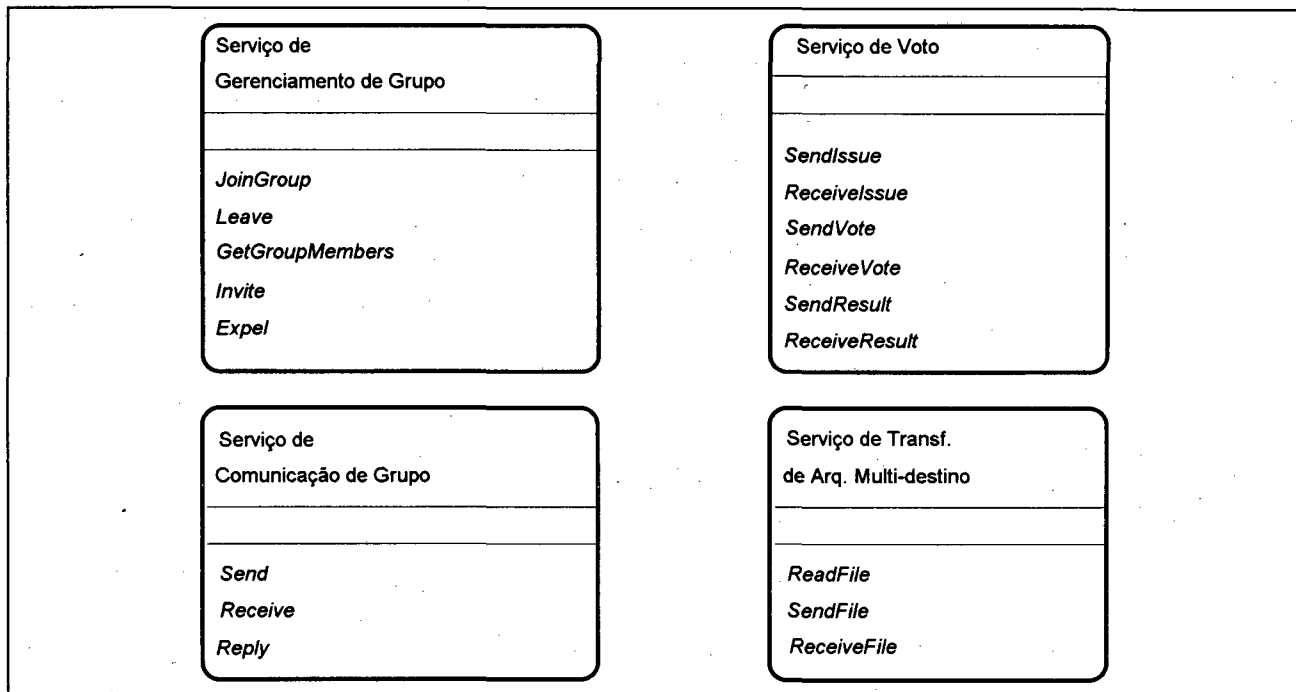 Serviço de
Gerenciamento de Grupo
JoinGroup
Leave
GetGroupMembers
Invite
Expel
Serviço de Voto
SendIssue
ReceiveIssue
SendVote
ReceiveVote
SendResult
ReceiveResult
Serviço de
Comunicação de Grupo
Send
Receive
Reply
Serviço de Transf.
de Arq. Multi-destino
ReadFile
SendFile
ReceiveFile